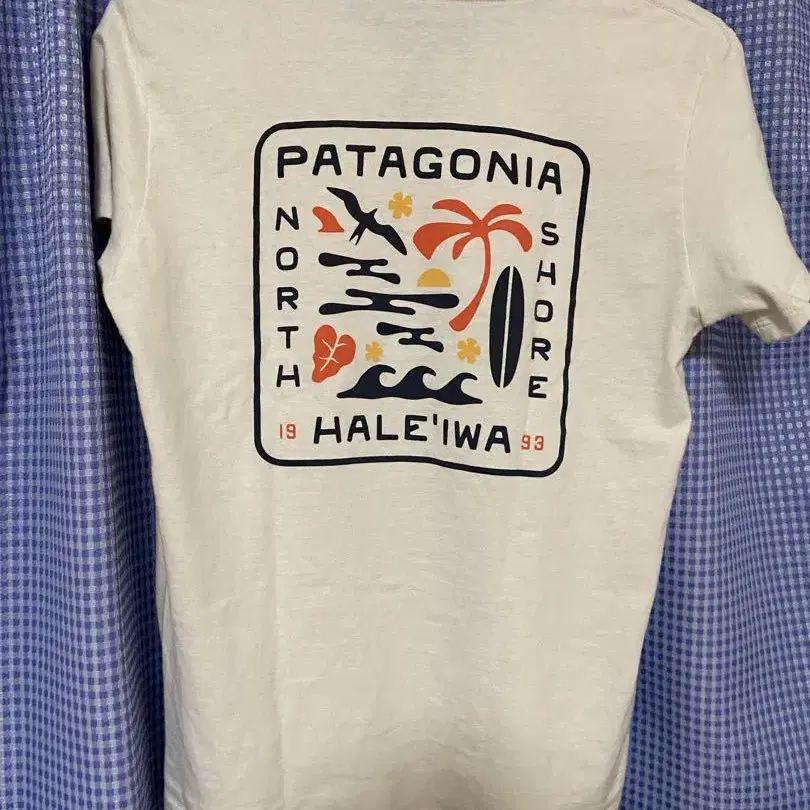 PATAGONIA
NORTH
SHORE
19 HALE'IWA 93